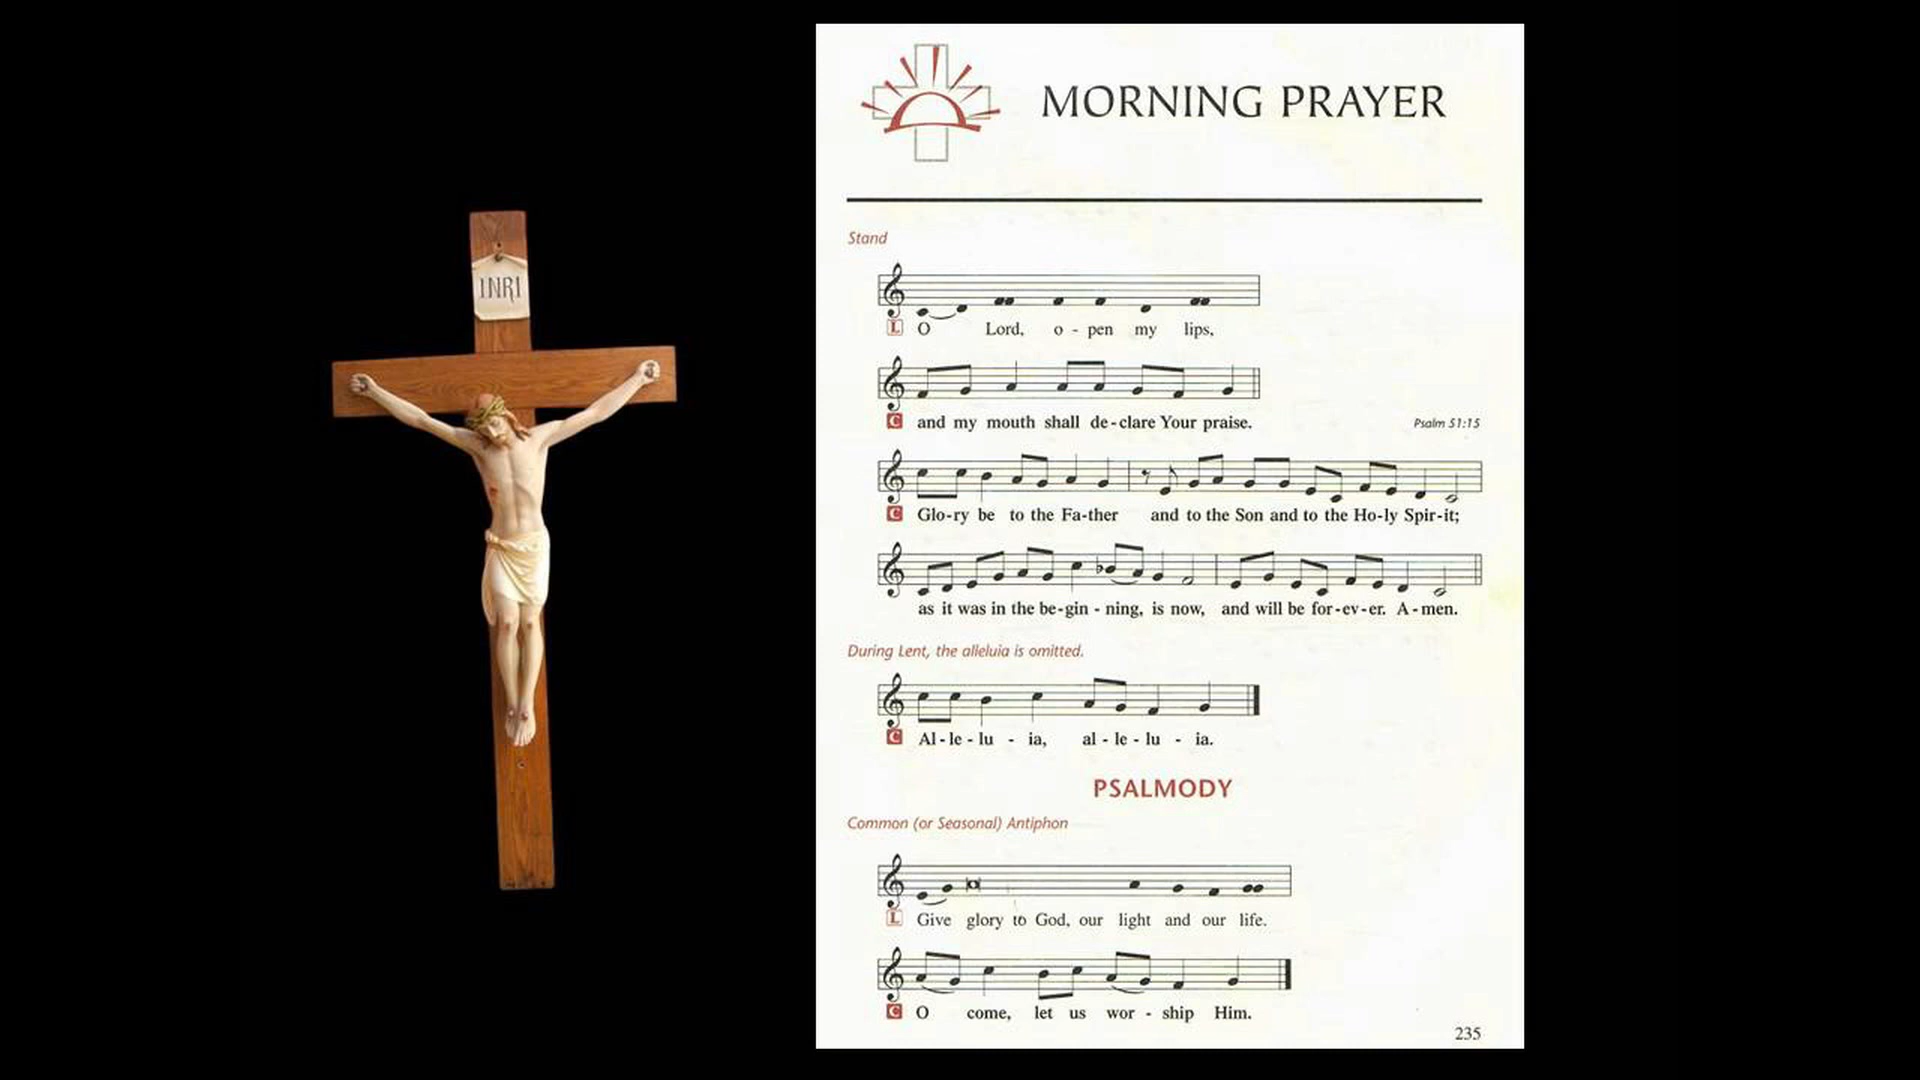 INRI
MORNING PRAYER
Stand
L O Lord, o - pen my lips,
C and my mouth shall de - clare Your praise. Psalm 51:15
C Glo - ry be to the Fa - ther and to the Son and to the Ho - ly Spir - it;
as it was in the be - gin - ning, is now, and will be for - ev - er. A - men.
During Lent, the alleluia is omitted.
C Al - le - lu - ia, al - le - lu - ia.
PSALMODY
Common (or Seasonal) Antiphon
L Give glory to God, our light and our life.
C O come, let us wor - ship Him.
235